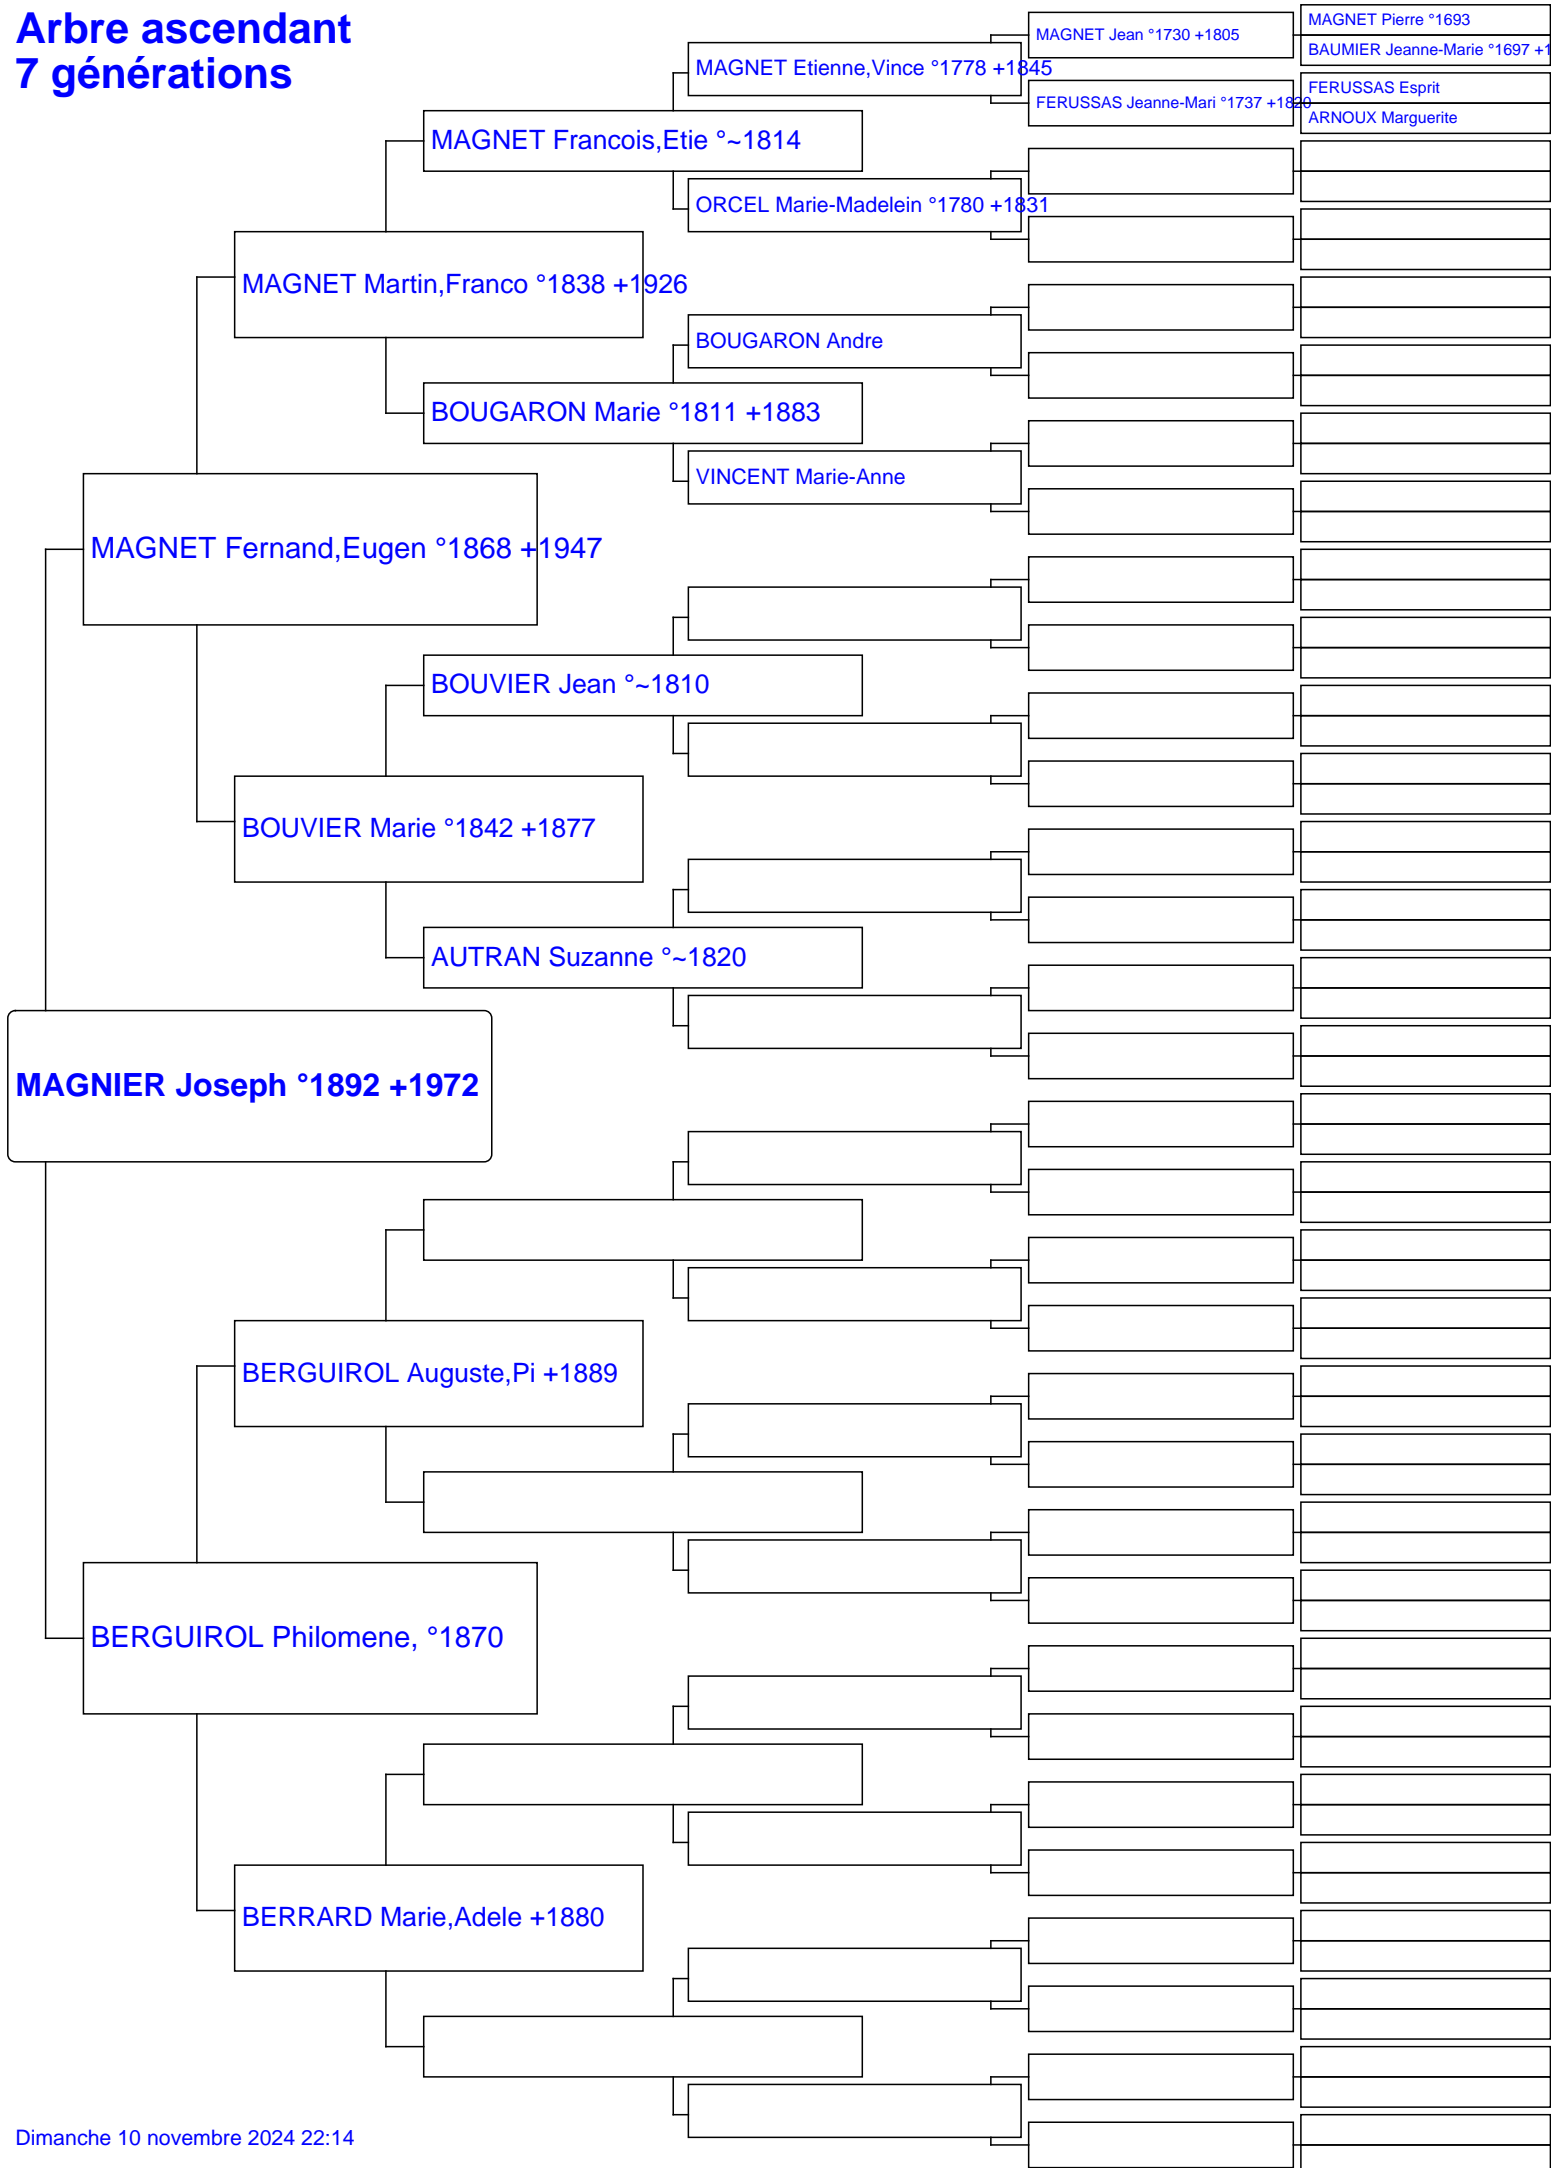 Arbre ascendant
7 générations
MAGNIER Joseph °1892 +1972
MAGNET Fernand,Eugen °1868 +1947
BERGUIROL Philomene, °1870
MAGNET Martin,Franco °1838 +1926
BOUVIER Marie °1842 +1877
BERGUIROL Auguste,Pi +1889
BERRARD Marie,Adele +1880
MAGNET Francois,Etie °~1814
BOUGARON Marie °1811 +1883
BOUVIER Jean °~1810
AUTRAN Suzanne °~1820
MAGNET Etienne,Vince °1778 +1845
ORCEL Marie-Madelein °1780 +1831
BOUGARON Andre
VINCENT Marie-Anne
MAGNET Jean °1730 +1805
FERUSSAS Jeanne-Mari °1737 +1820
MAGNET Pierre °1693
BAUMIER Jeanne-Marie °1697 +1
FERUSSAS Esprit
ARNOUX Marguerite
Dimanche 10 novembre 2024 22:14